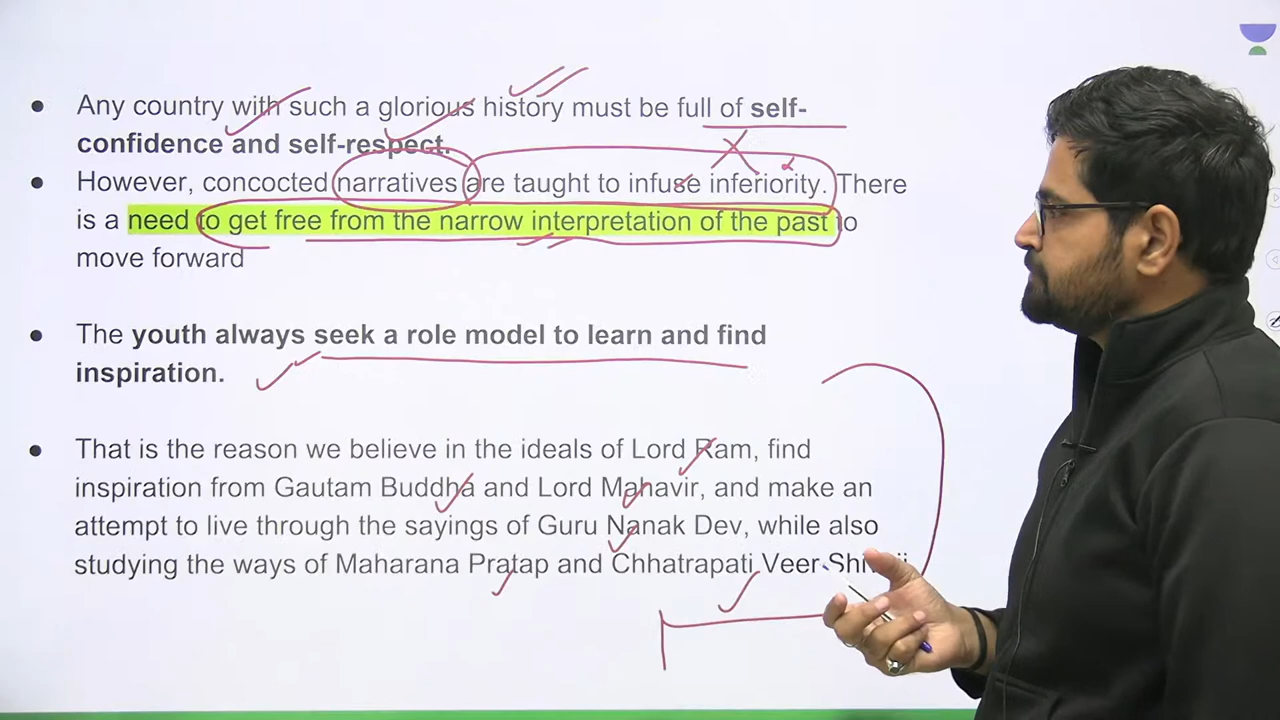 Any country with such a glorious history must be full of self-
confidence and self-respect.
However, concocted narratives are taught to infuse inferiority. There
is a need to get free from the narrow interpretation of the past to
move forward
The youth always seek a role model to learn and find
inspiration.
That is the reason we believe in the ideals of Lord Ram, find
inspiration from Gautam Buddha and Lord Mahavir, and make an
attempt to live through the sayings of Guru Nanak Dev, while also
studying the ways of Maharana Pratap and Chhatrapati Veer